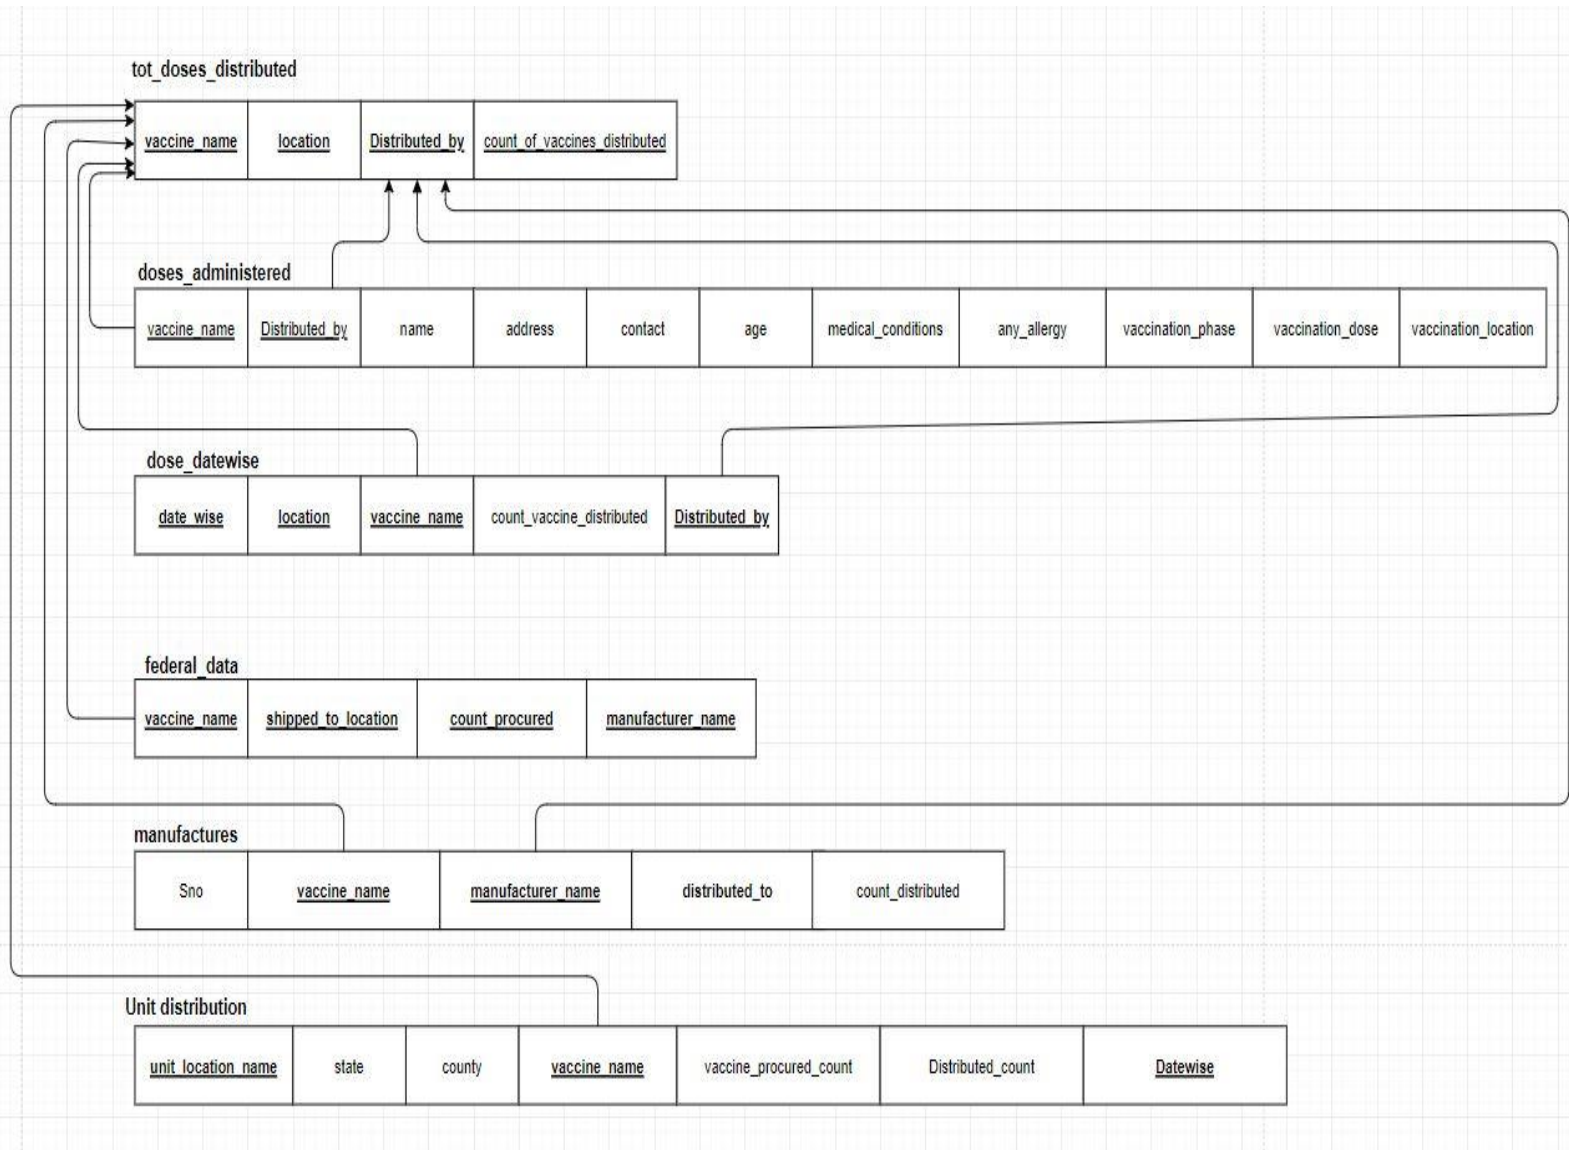 tot_doses_distributed
vaccine_name location Distributed_by count_of_vaccines_distributed
doses_administered
vaccine_name Distributed_by name address contact age medical_conditions any_allergy vaccination_phase vaccination_dose vaccination_location
dose_datewise
date_wise location vaccine_name count_vaccine_distributed Distributed_by
federal_data
vaccine_name shipped_to_location count_procured manufacturer_name
manufactures
Sno vaccine_name manufacturer_name distributed_to count_distributed
Unit distribution
unit_location_name state county vaccine_name vaccine_procured_count Distributed_count Datewise